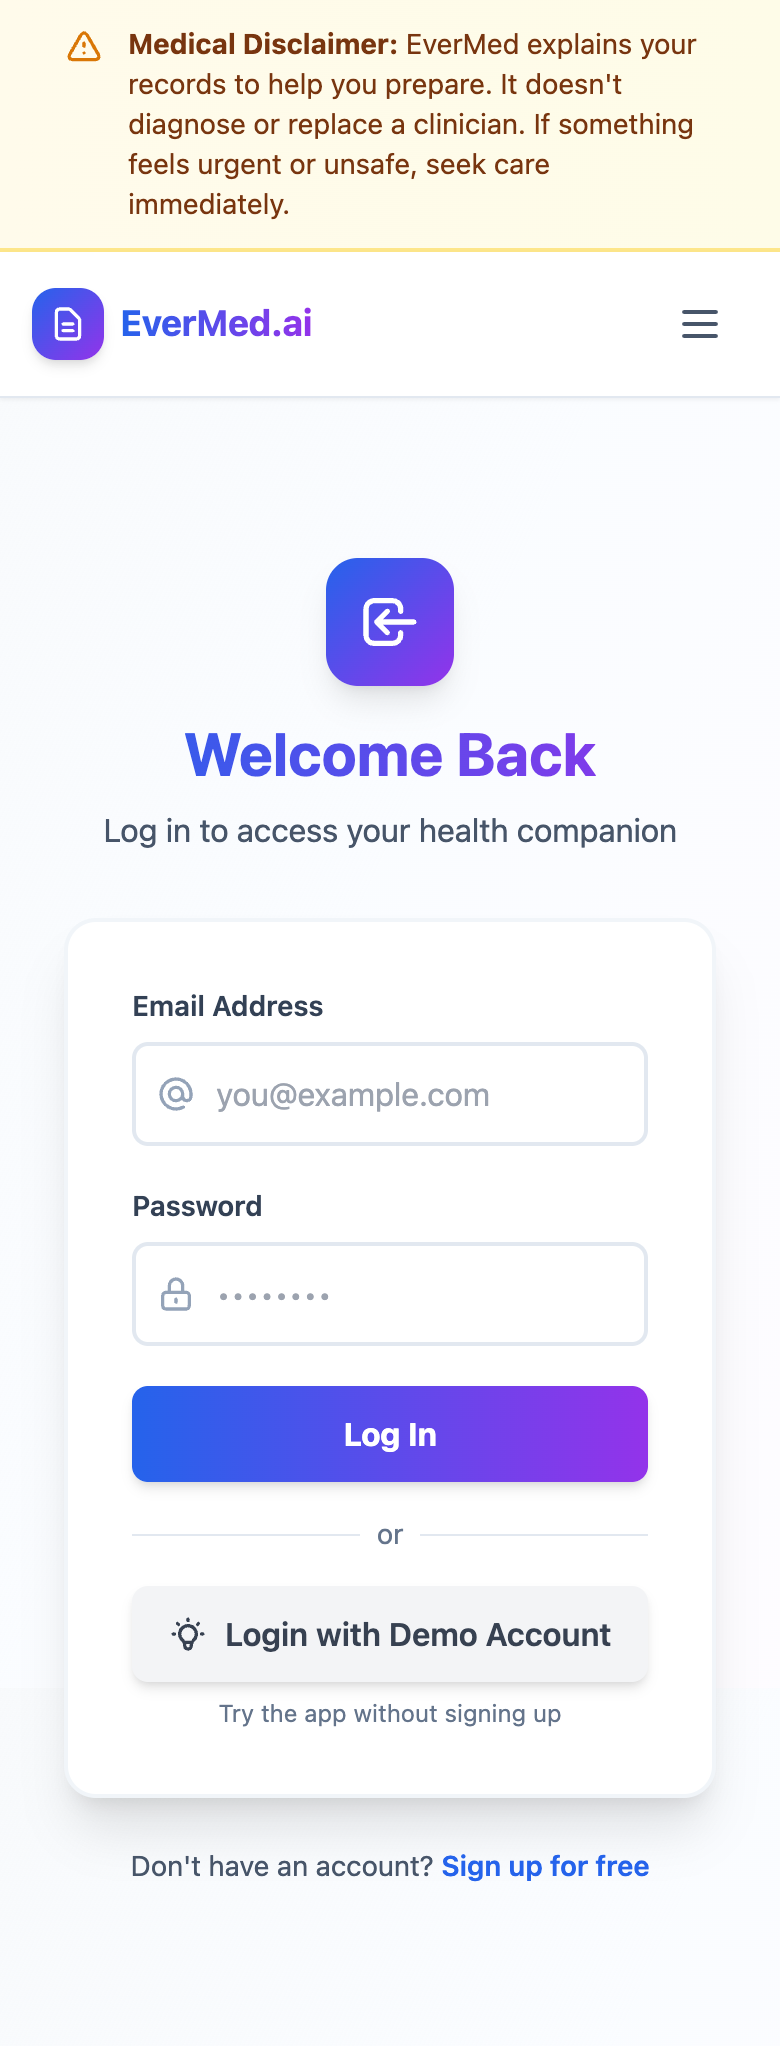 Medical Disclaimer: EverMed explains your
records to help you prepare. It doesn't
diagnose or replace a clinician. If something
feels urgent or unsafe, seek care
immediately.
EverMed.ai
Welcome Back
Log in to access your health companion
Email Address
you@example.com
Password
••••••••
Log In
or
Login with Demo Account
Try the app without signing up
Don't have an account? Sign up for free